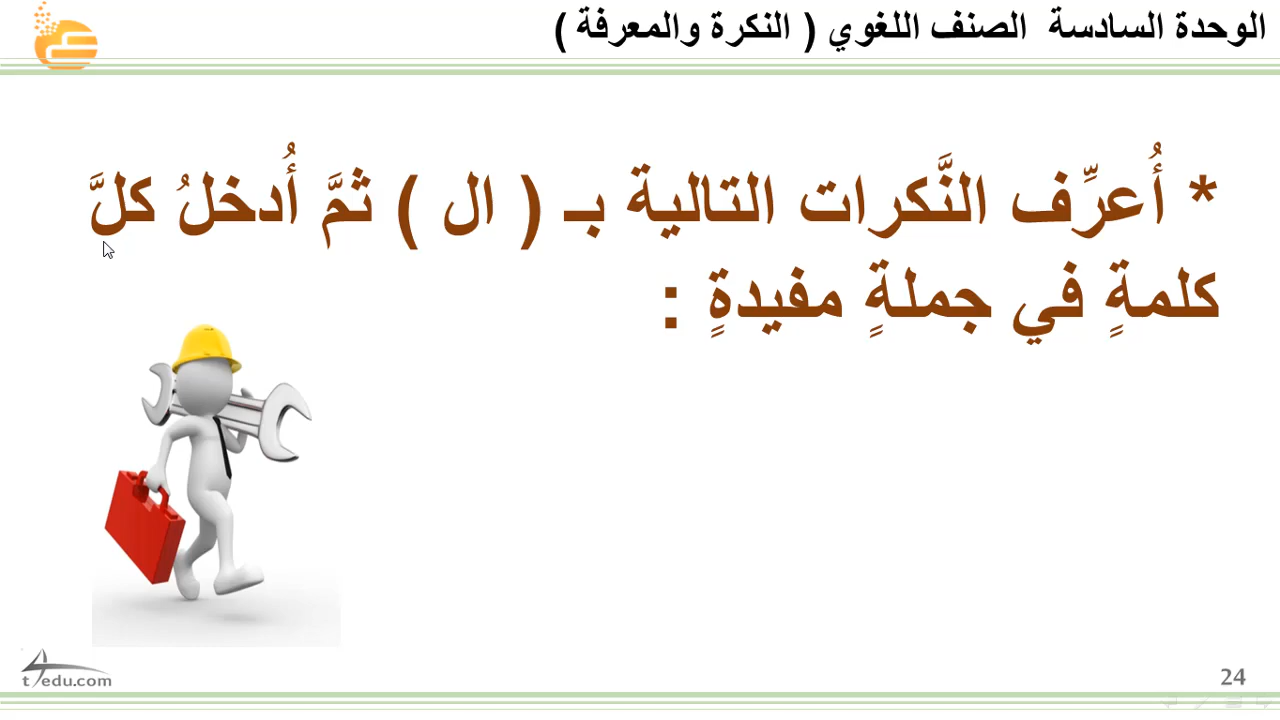 الوحدة السادسة الصنف اللغوي ( النكرة والمعرفة )
* أُعرِّف النَّكرات التالية بـ ( ال ) ثمَّ أُدخلُ كلَّ
كلمةٍ في جملةٍ مفيدةٍ :
t4edu.com
24